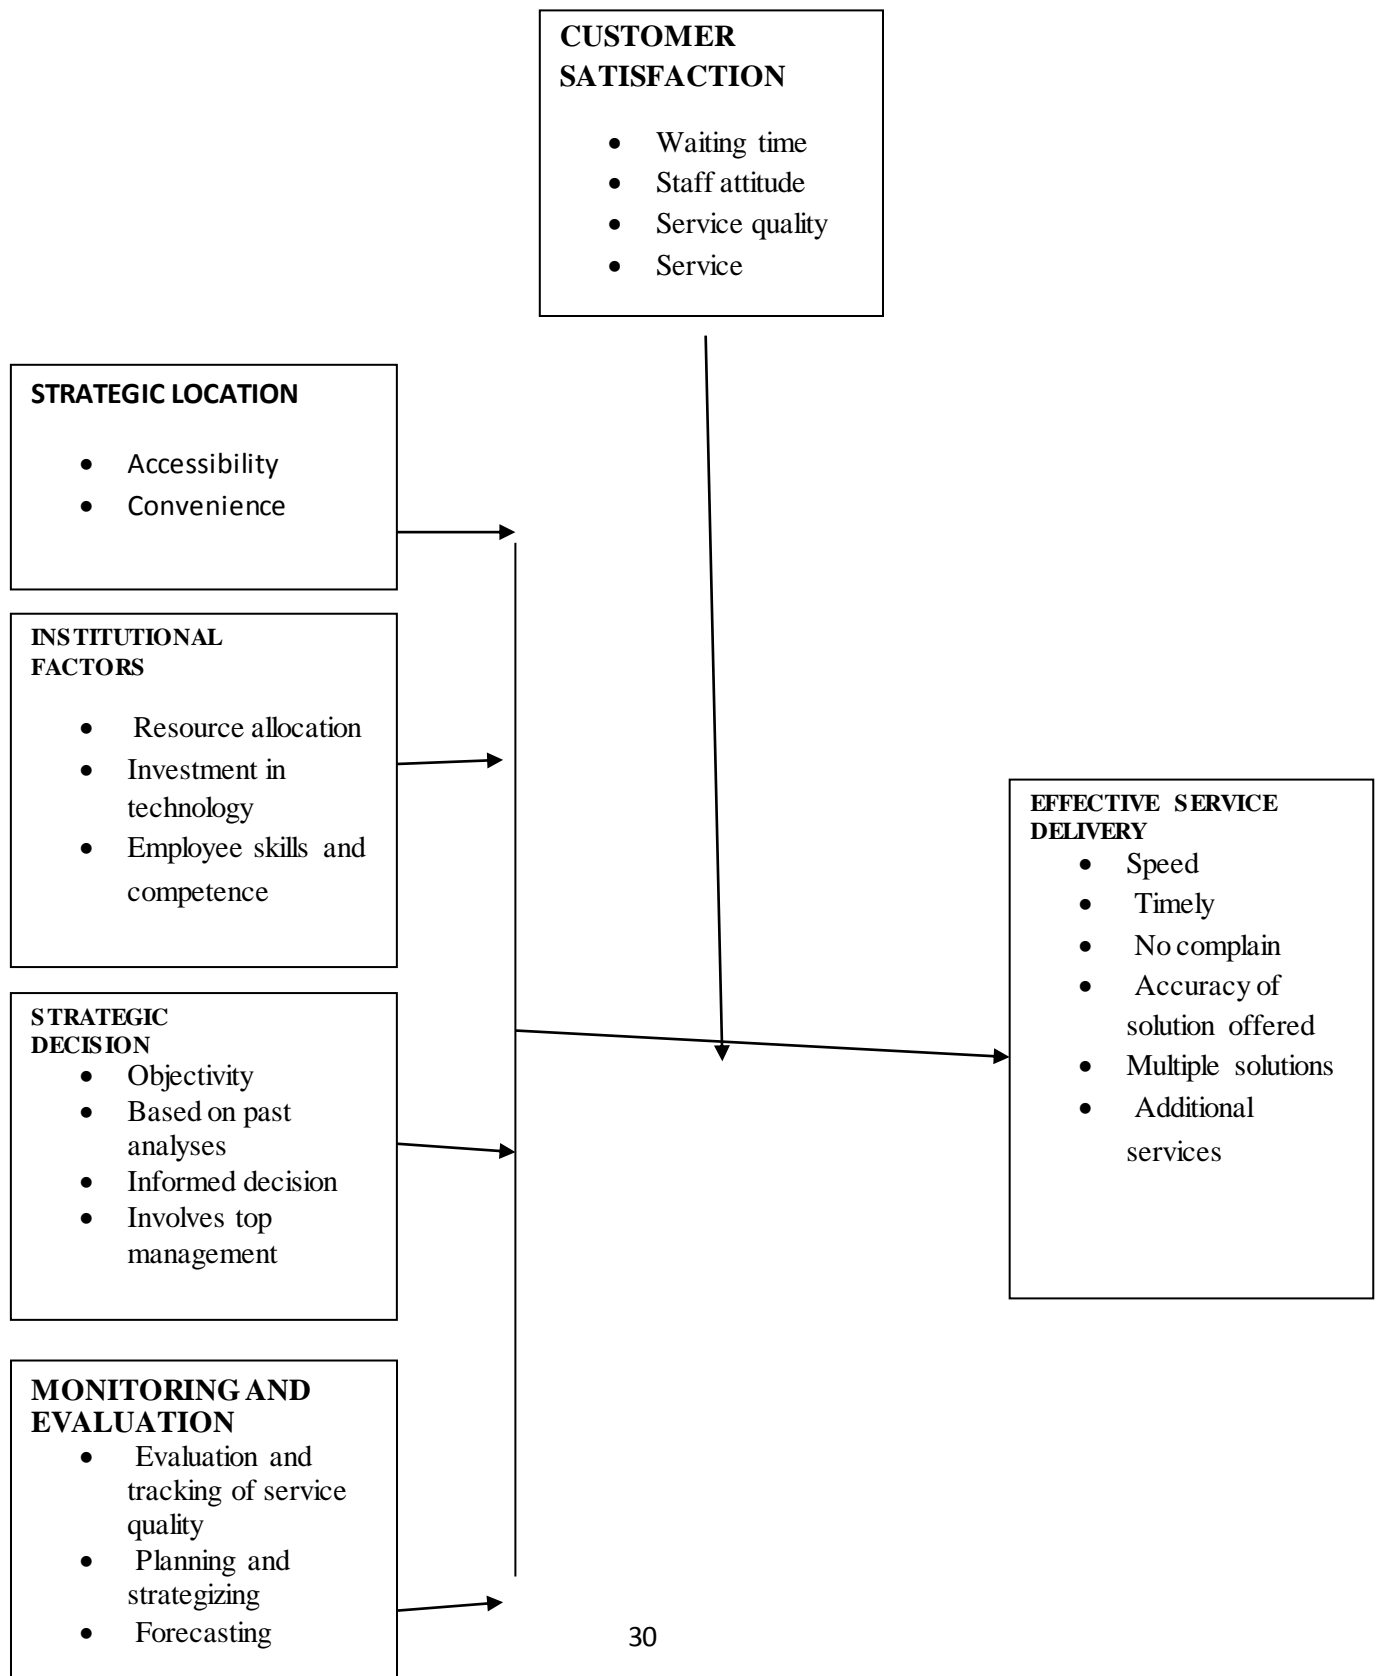 CUSTOMER
SATISFACTION
• Waiting time
• Staff attitude
• Service quality
• Service
STRATEGIC LOCATION
• Accessibility
• Convenience
INSTITUTIONAL
FACTORS
• Resource allocation
• Investment in
technology
• Employee skills and
competence
STRATEGIC
DECISION
• Objectivity
• Based on past
analyses
• Informed decision
• Involves top
management
MONITORING AND
EVALUATION
• Evaluation and
tracking of service
quality
• Planning and
strategizing
• Forecasting
EFFECTIVE SERVICE
DELIVERY
• Speed
• Timely
• No complain
• Accuracy of
solution offered
• Multiple solutions
• Additional
services
30